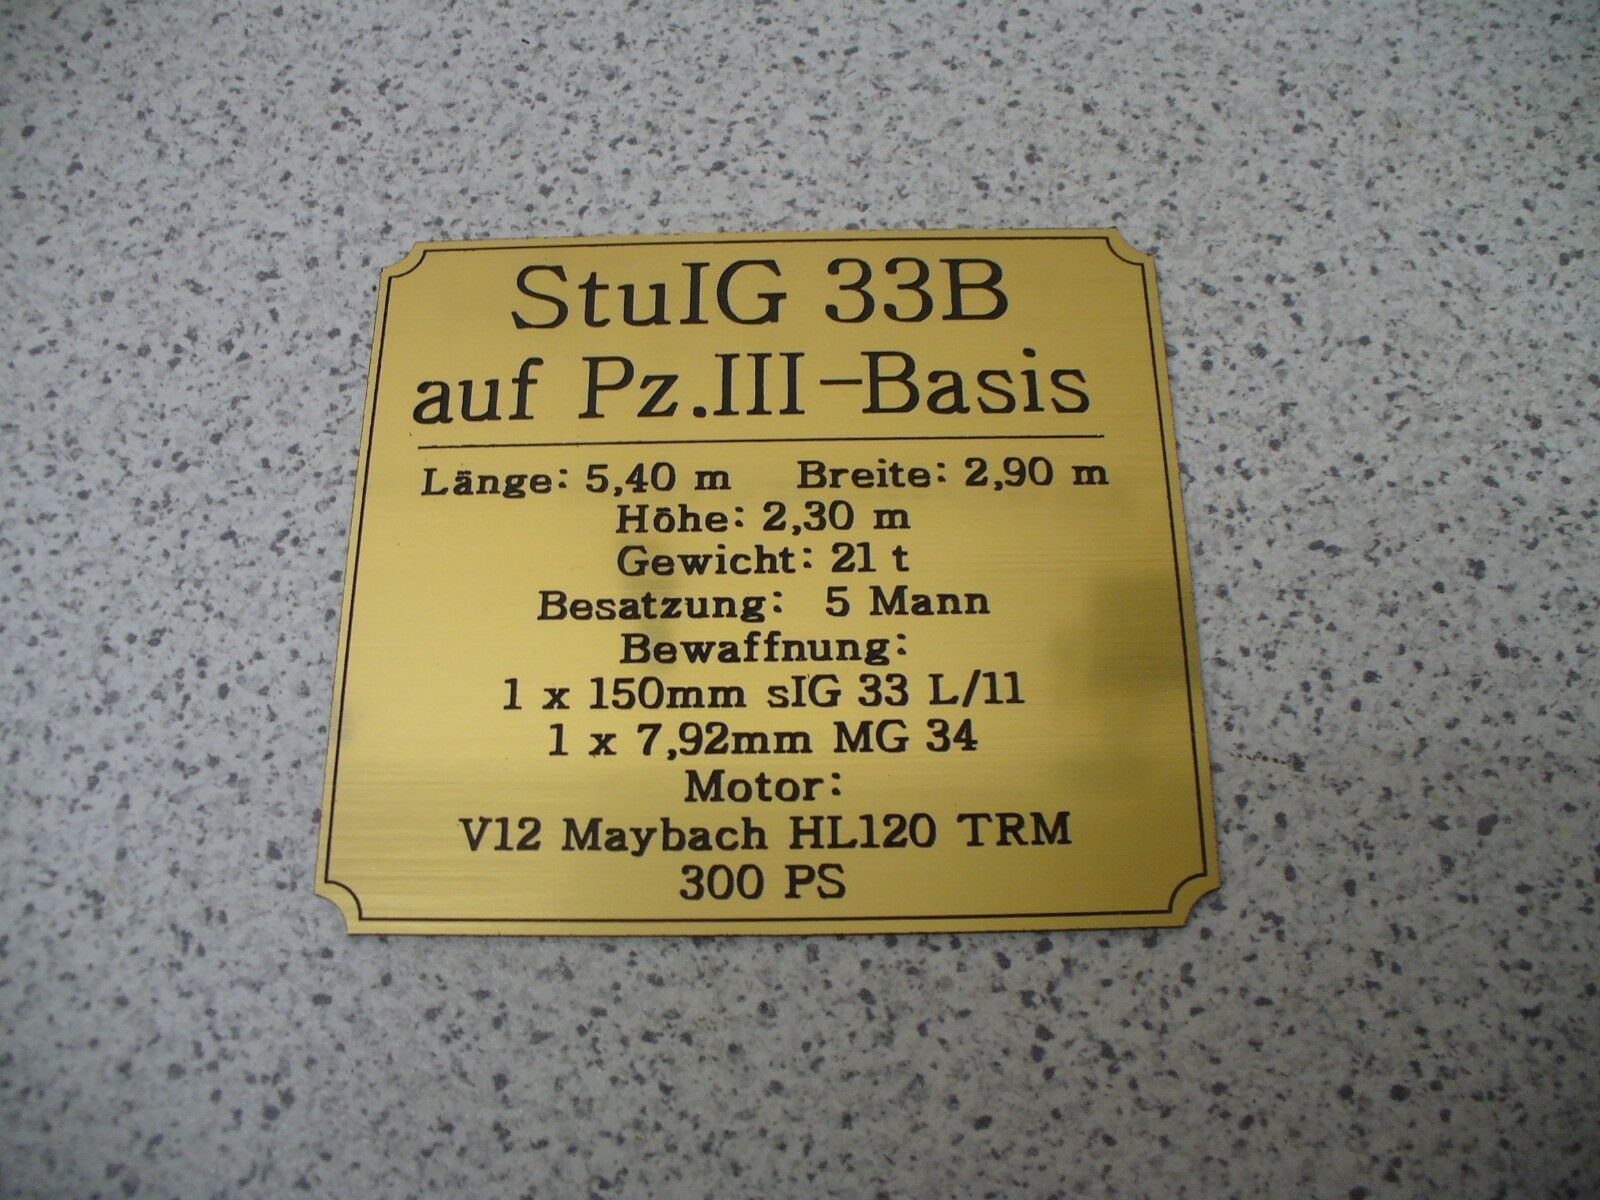 StuIG 33B
auf Pz.III-Basis
Länge: 5,40 m Breite: 2,90 m
Höhe: 2,30 m
Gewicht: 21 t
Besatzung: 5 Mann
Bewaffnung:
1 x 150mm sIG 33 L/11
1 x 7,92mm MG 34
Motor:
V12 Maybach HL120 TRM
300 PS